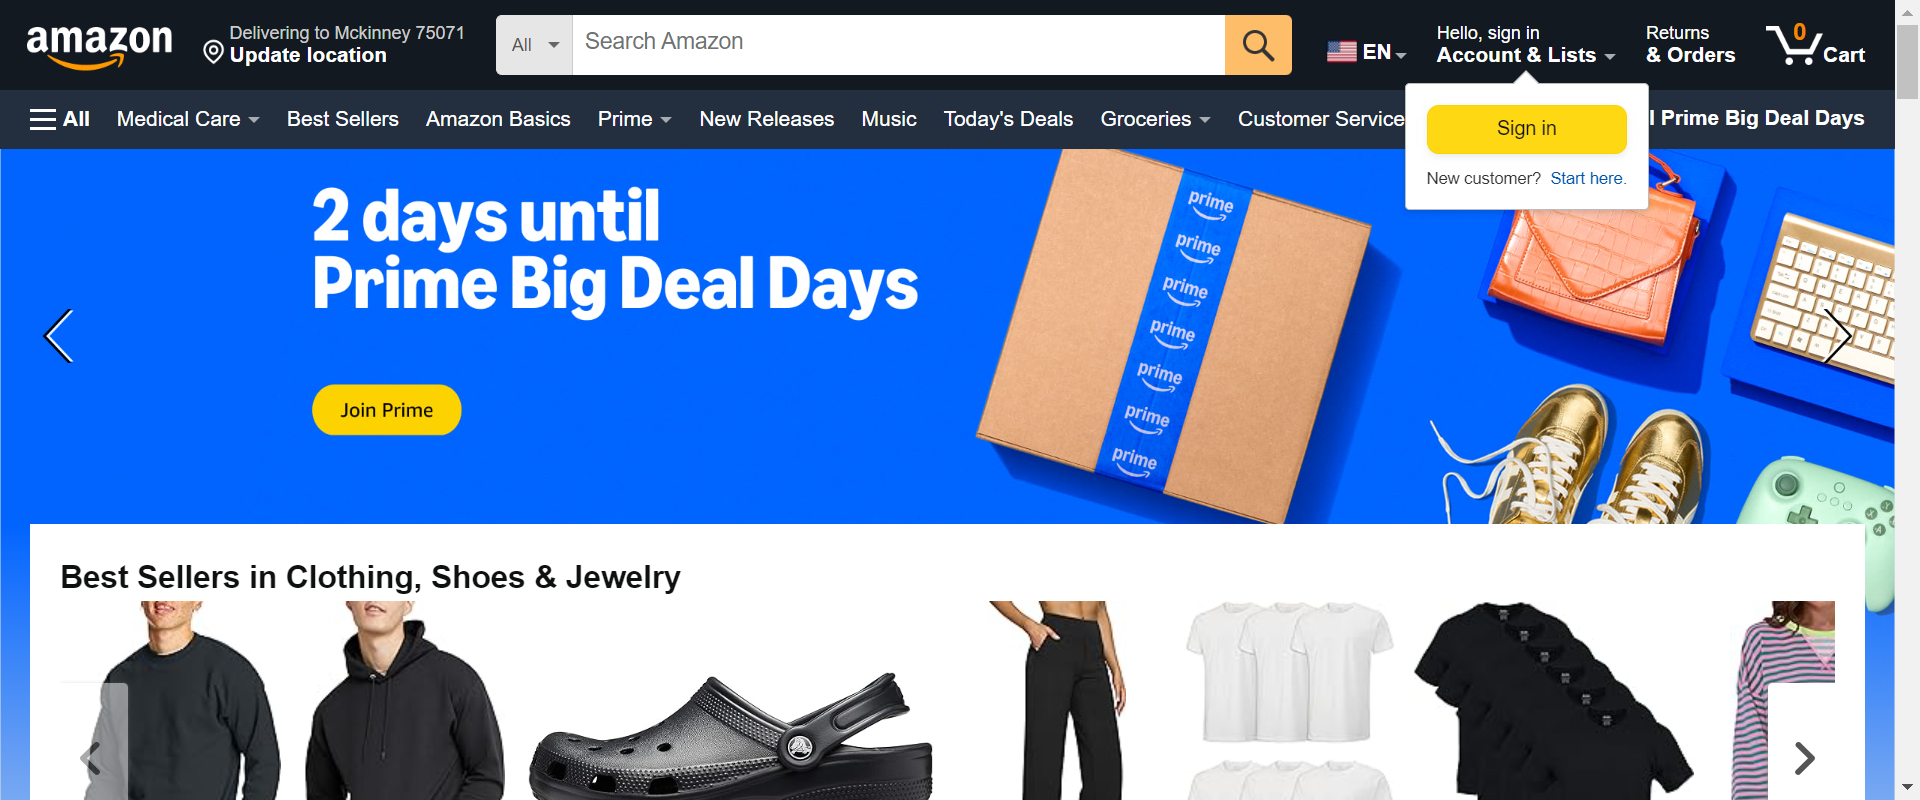 amazon
Delivering to Mckinney 75071
Update location
All
Search Amazon
EN
Hello, sign in
Account & Lists
Returns
& Orders
0
Cart
All
Medical Care
Best Sellers
Amazon Basics
Prime
New Releases
Music
Today's Deals
Groceries
Customer Service
Prime Big Deal Days
Sign in
New customer? Start here.
2 days until
Prime Big Deal Days
Join Prime
prime
prime
prime
prime
prime
prime
prime
Best Sellers in Clothing, Shoes & Jewelry